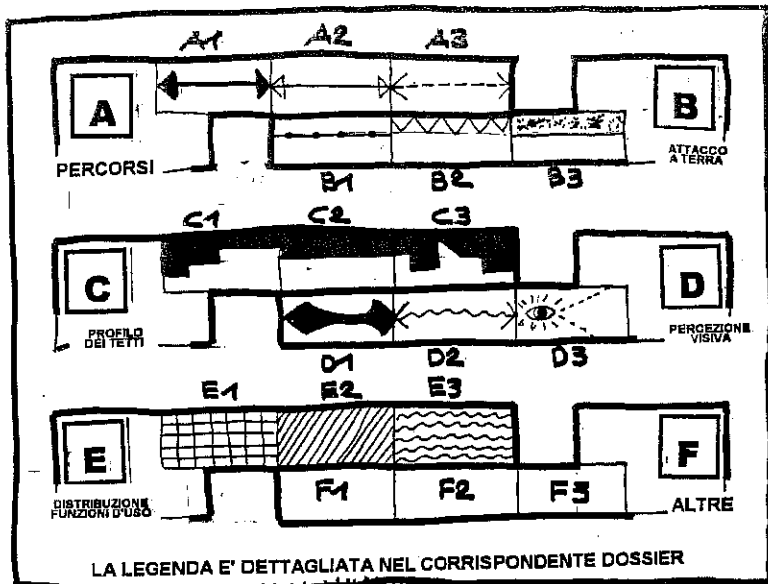 A1 A2 A3
A
B
PERCORSI
ATTACCO
A TERRA
B1 B2 B3
C1 C2 C3
C
D
PROFILO
DEI TETTI
PERCEZIONE
VISIVA
D1 D2 D3
E1 E2 E3
E
F
DISTRIBUZIONE
FUNZIONI D'USO
F1 F2 F3
ALTRE
LA LEGENDA E' DETTAGLIATA NEL CORRISPONDENTE DOSSIER